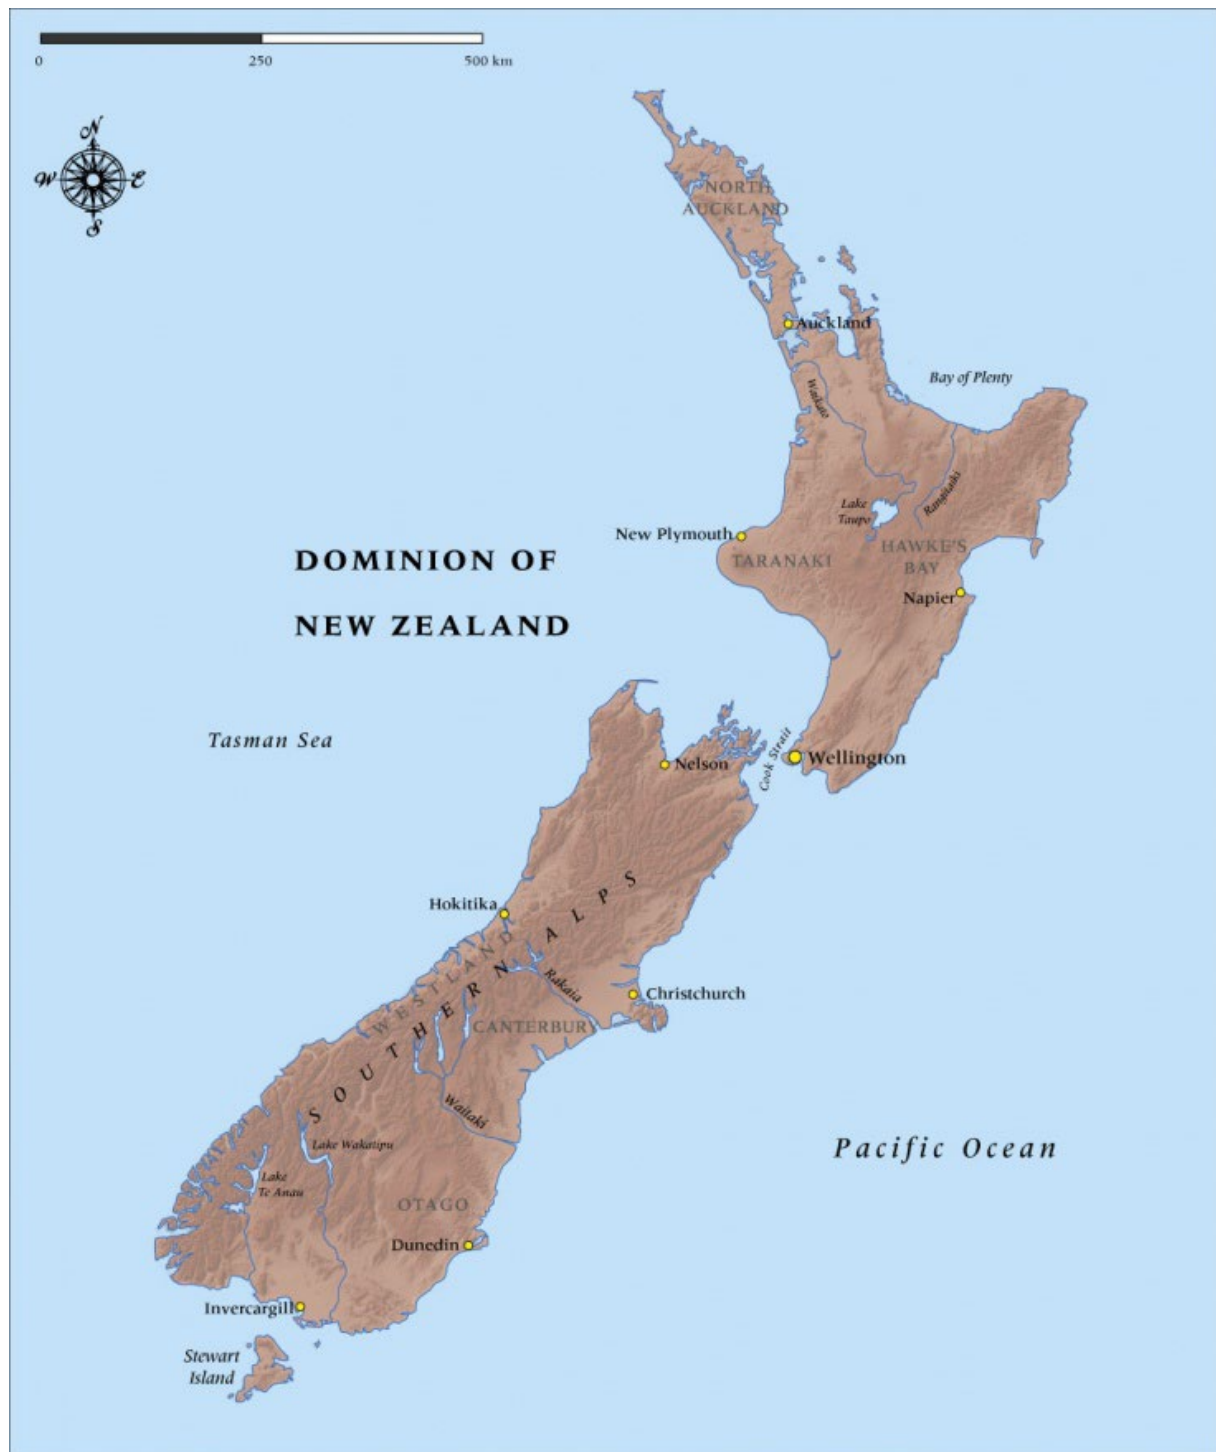 0 250 500 km
N
W E
S
NORTH
AUCKLAND
Auckland
Bay of Plenty
Waikato
Rangitaiki
Lake
Taupo
New Plymouth
TARANAKI
HAWKE'S
BAY
Napier
DOMINION OF
NEW ZEALAND
Tasman Sea
Cook Strait
Wellington
Nelson
Hokitika
WESTLAND
SOUTHERN ALPS
Rakaia
Christchurch
CANTERBURY
Waitaki
Lake Wakatipu
Pacific Ocean
Lake
Te Anau
OTAGO
Dunedin
Invercargill
Stewart
Island